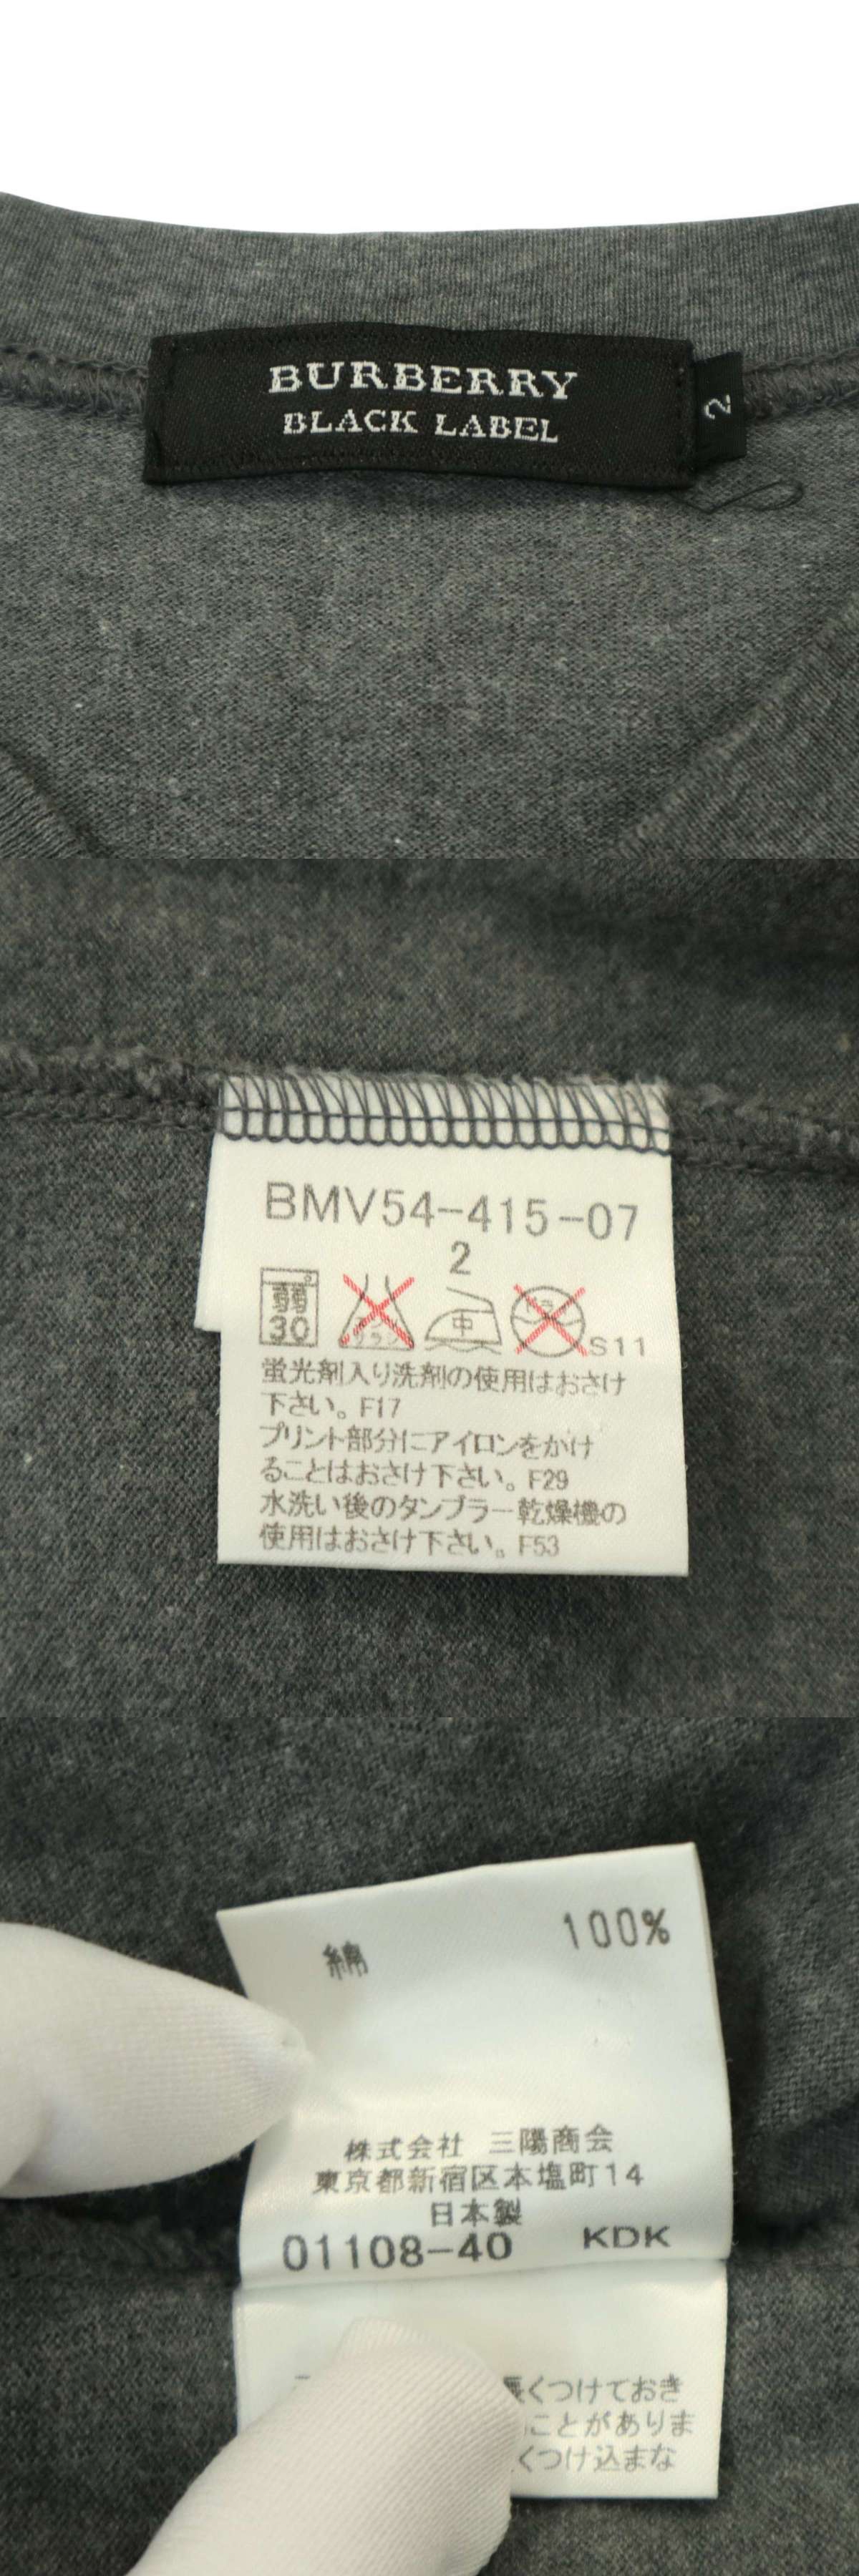 BURBERRY
BLACK LABEL
2
BMV54-415-07
2
弱
30
中
S11
蛍光剤入り洗剤の使用はおさけ
下さい。F17
プリント部分にアイロンをかけ
ることはおさけ下さい。F29
水洗い後のタンブラー乾燥機の
使用はおさけ下さい。F53
綿 100%
株式会社 三陽商会
東京都新宿区本塩町14
日本製
01108-40 KDK
長くつけておき
ことがありま
くつけ込まな